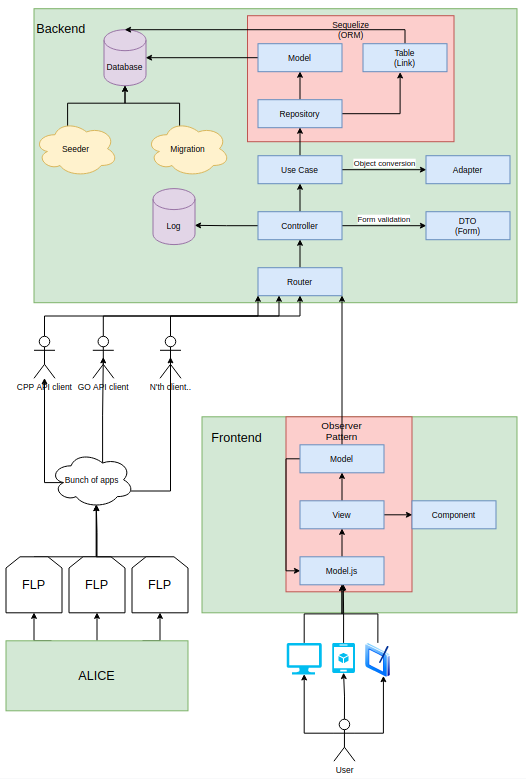 Backend
Sequelize
(ORM)
Database
Model
Table
(Link)
Repository
Seeder
Migration
Use Case
Object conversion
Adapter
Log
Controller
Form validation
DTO
(Form)
Router
CPP API client
GO API client
N'th client..
Frontend
Observer
Pattern
Model
Bunch of apps
View
Component
FLP
FLP
FLP
Model.js
ALICE
User